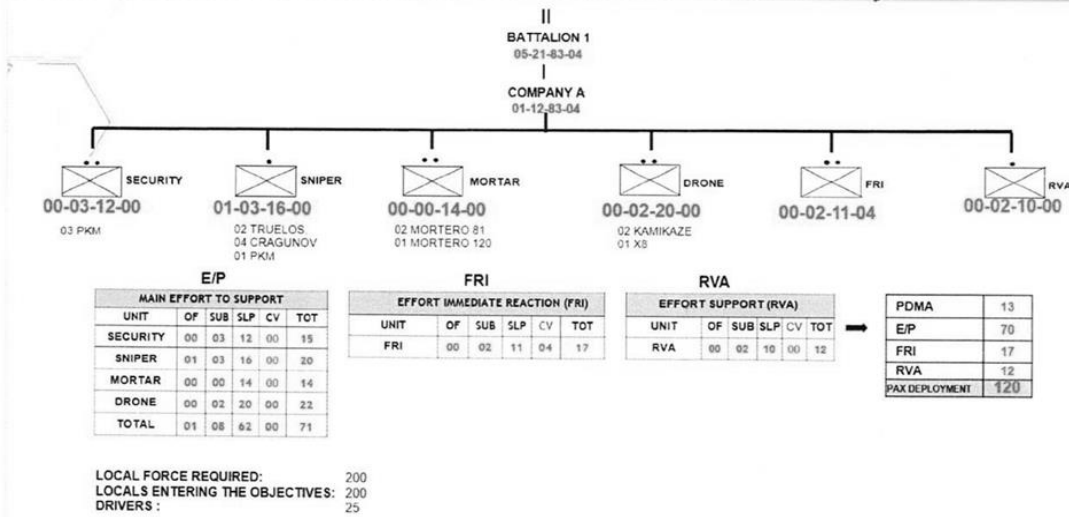 BATTALION 1
05-21-83-04
COMPANY A
01-12-83-04
SECURITY
00-03-12-00
03 PKM
SNIPER
01-03-16-00
02 TRUELOS
04 CRAGUNOV
01 PKM
MORTAR
00-00-14-00
02 MORTERO 81
01 MORTERO 120
DRONE
00-02-20-00
02 KAMIKAZE
01 X8
FRI
00-02-11-04
RVA
00-02-10-00
E/P
MAIN EFFORT TO SUPPORT
UNIT OF SUB SLP CV TOT
SECURITY 00 03 12 00 15
SNIPER 01 03 16 00 20
MORTAR 00 00 14 00 14
DRONE 00 02 20 00 22
TOTAL 01 08 62 00 71
FRI
EFFORT IMMEDIATE REACTION (FRI)
UNIT OF SUB SLP CV TOT
FRI 00 02 11 04 17
RVA
EFFORT SUPPORT (RVA)
UNIT OF SUB SLP CV TOT
RVA 00 02 10 00 12
PDMA 13
E/P 70
FRI 17
RVA 12
PAX DEPLOYMENT 120
LOCAL FORCE REQUIRED: 200
LOCALS ENTERING THE OBJECTIVES: 200
DRIVERS : 25